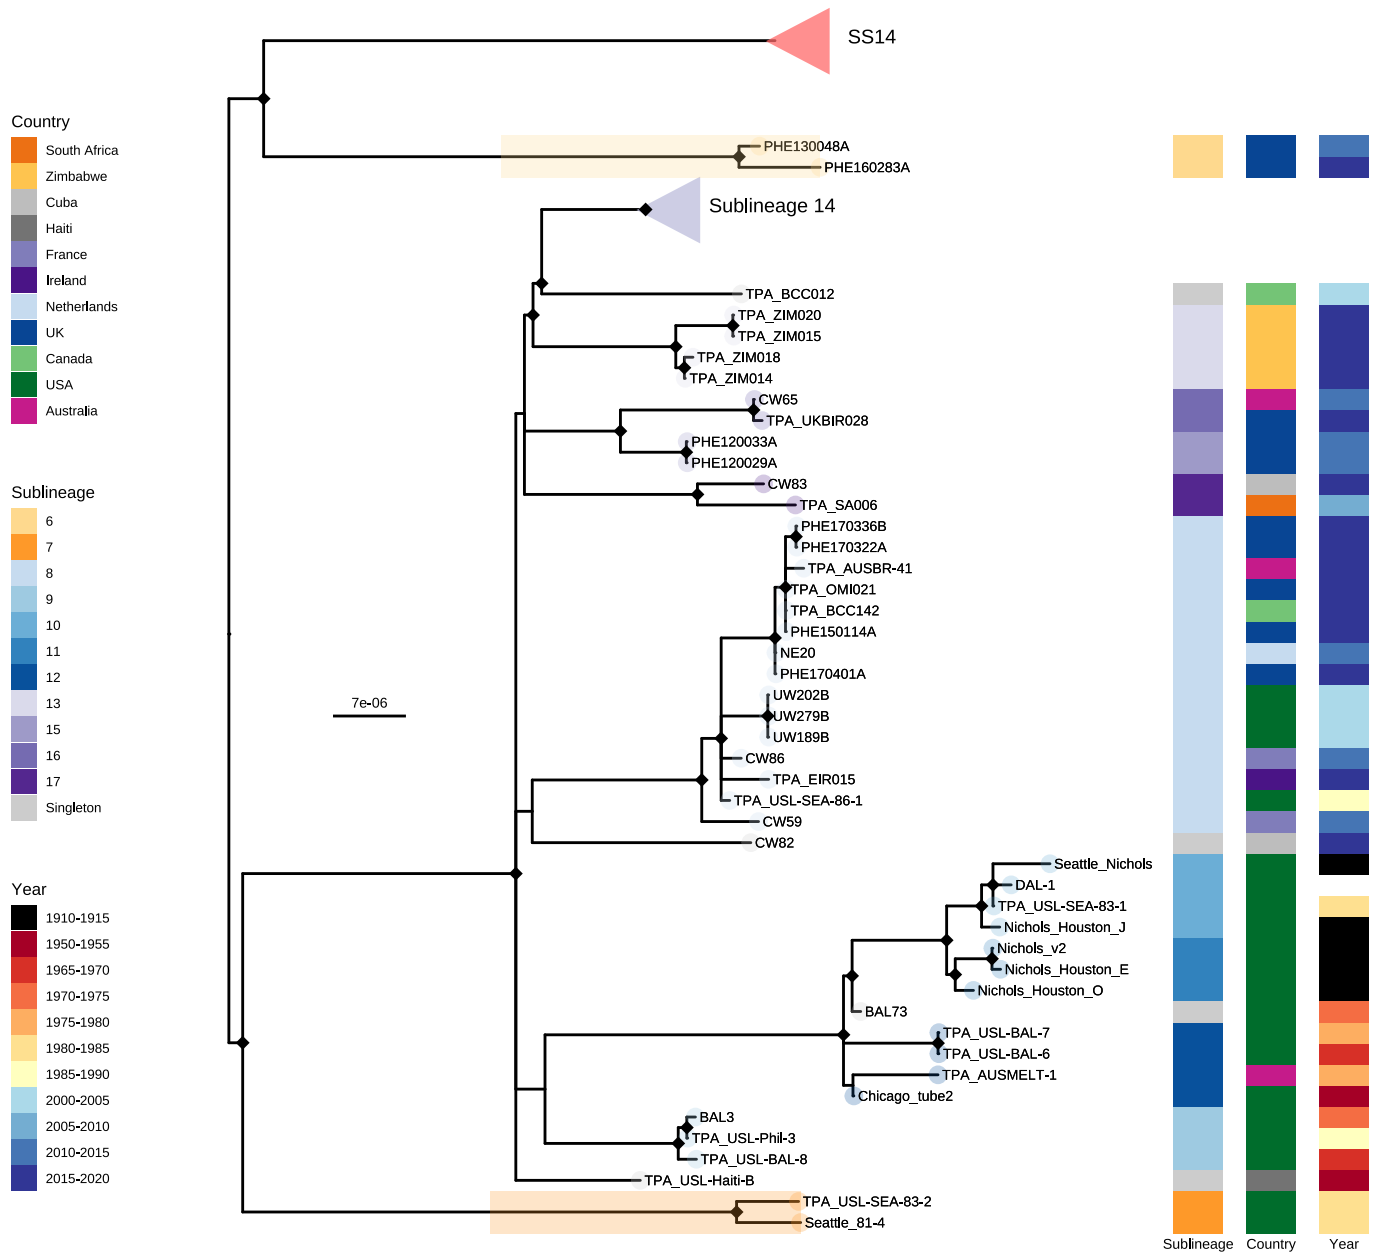 SS14
PHE130048A
PHE160283A
Sublineage 14
Country
South Africa
Zimbabwe
Cuba
Haiti
France
Ireland
Netherlands
UK
Canada
USA
Australia
Sublineage
6
7
8
9
10
11
12
13
15
16
17
Singleton
Year
1910-1915
1950-1955
1965-1970
1970-1975
1975-1980
1980-1985
1985-1990
2000-2005
2005-2010
2010-2015
2015-2020
7e-06
TPA_BCC012
TPA_ZIM020
TPA_ZIM015
TPA_ZIM018
TPA_ZIM014
CW65
TPA_UKBIR028
PHE120033A
PHE120029A
CW83
TPA_SA006
PHE170336B
PHE170322A
TPA_AUSBR-41
TPA_OMI021
TPA_BCC142
PHE150114A
NE20
PHE170401A
UW202B
UW279B
UW189B
CW86
TPA_EIR015
TPA_USL-SEA-86-1
CW59
CW82
Seattle_Nichols
DAL-1
TPA_USL-SEA-83-1
Nichols_Houston_J
Nichols_v2
Nichols_Houston_E
Nichols_Houston_O
BAL73
TPA_USL-BAL-7
TPA_USL-BAL-6
TPA_AUSMELT-1
Chicago_tube2
BAL3
TPA_USL-Phil-3
TPA_USL-BAL-8
TPA_USL-Haiti-B
TPA_USL-SEA-83-2
Seattle_81-4
Sublineage Country Year